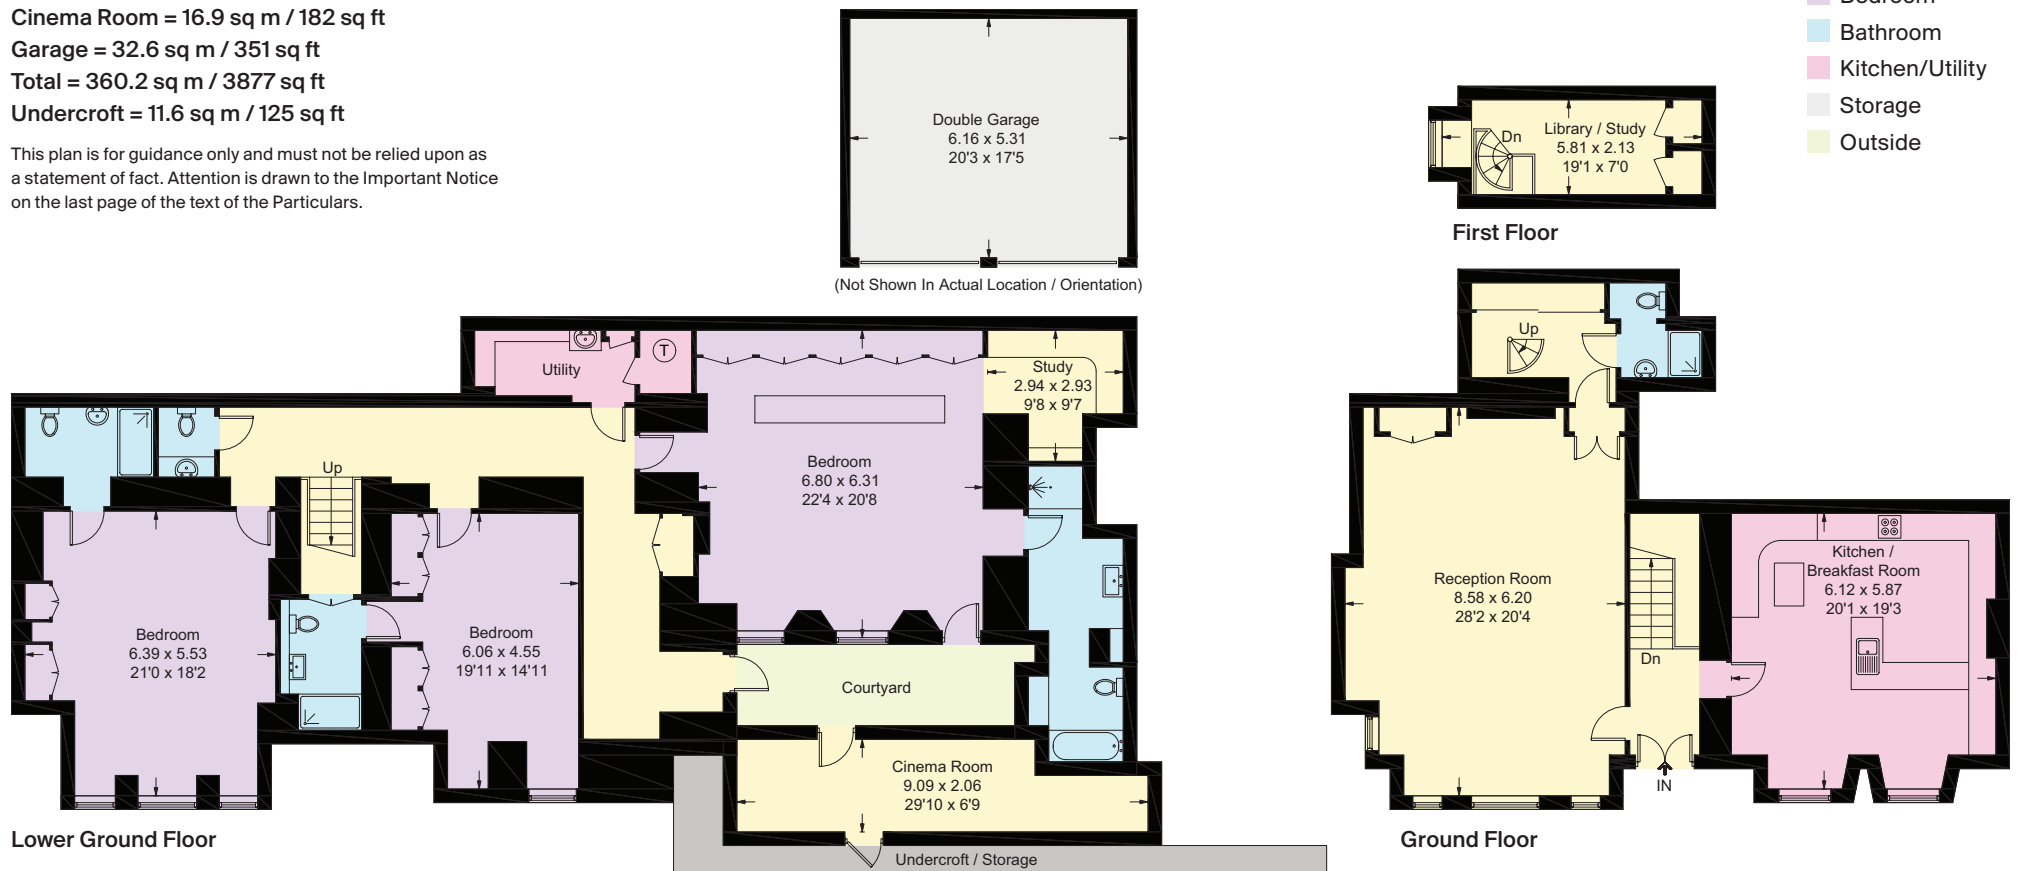 Cinema Room = 16.9 sq m / 182 sq ft
Garage = 32.6 sq m / 351 sq ft
Total = 360.2 sq m / 3877 sq ft
Undercroft = 11.6 sq m / 125 sq ft
This plan is for guidance only and must not be relied upon as
a statement of fact. Attention is drawn to the Important Notice
on the last page of the text of the Particulars.
Bedroom
Bathroom
Kitchen/Utility
Storage
Outside
Double Garage
6.16 x 5.31
20'3 x 17'5
(Not Shown In Actual Location / Orientation)
Dn
Library / Study
5.81 x 2.13
19'1 x 7'0
First Floor
Utility
T
Study
2.94 x 2.93
9'8 x 9'7
Up
Bedroom
6.80 x 6.31
22'4 x 20'8
Bedroom
6.39 x 5.53
21'0 x 18'2
Bedroom
6.06 x 4.55
19'11 x 14'11
Courtyard
Cinema Room
9.09 x 2.06
29'10 x 6'9
Undercroft / Storage
Lower Ground Floor
Up
Reception Room
8.58 x 6.20
28'2 x 20'4
Kitchen /
Breakfast Room
6.12 x 5.87
20'1 x 19'3
Dn
IN
Ground Floor